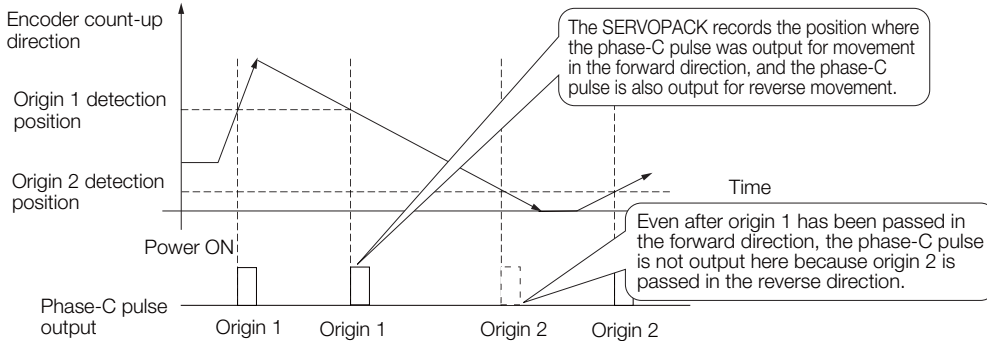 Encoder count-up
direction
The SERVOPACK records the position where
the phase-C pulse was output for movement
in the forward direction, and the phase-C
pulse is also output for reverse movement.
Origin 1 detection
position
Origin 2 detection
position
Time
Power ON
Even after origin 1 has been passed in
the forward direction, the phase-C pulse
is not output here because origin 2 is
passed in the reverse direction.
Phase-C pulse
output
Origin 1
Origin 1
Origin 2
Origin 2